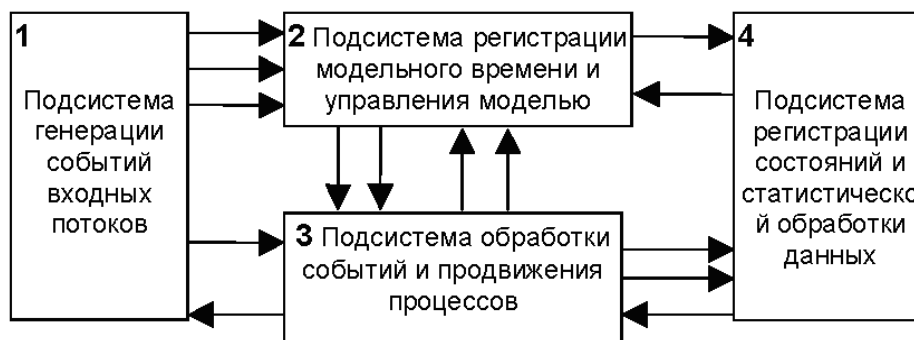 1
Подсистема
генерации
событий
входных
потоков
2 Подсистема регистрации
модельного времени и
управления моделью
3 Подсистема обработки
событий и продвижения
процессов
4
Подсистема
регистрации
состояний и
статистическо
й обработки
данных